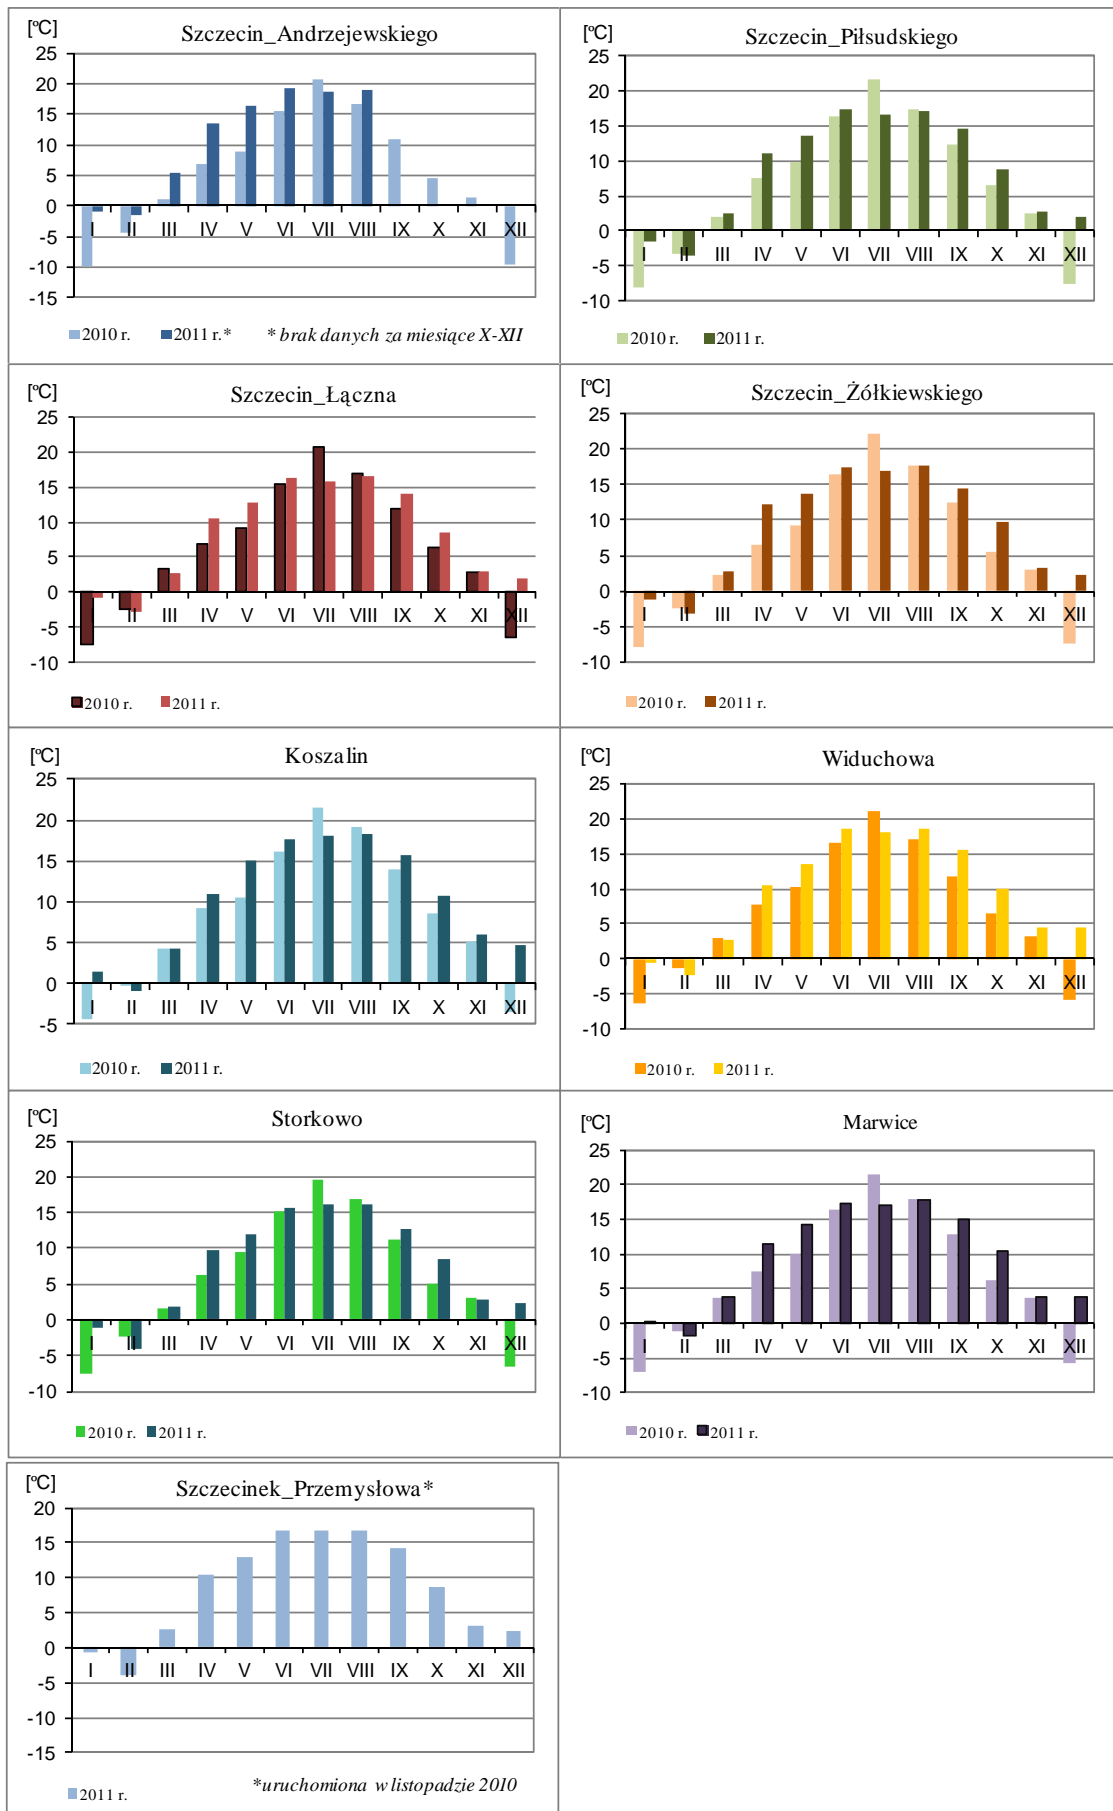 [ºC]
Szczecin_Andrzejewskiego
25
20
15
10
5
0
-5
-10
-15
I II III IV V VI VII VIII IX X XI XII
2010 r. 2011 r.* * brak danych za miesiące X-XII
[ºC]
Szczecin_Piłsudskiego
25
20
15
10
5
0
-5
-10
I II III IV V VI VII VIII IX X XI XII
2010 r. 2011 r.
[ºC]
Szczecin_Łączna
25
20
15
10
5
0
-5
-10
I II III IV V VI VII VIII IX X XI XII
2010 r. 2011 r.
[ºC]
Szczecin_Żółkiewskiego
25
20
15
10
5
0
-5
-10
I II III IV V VI VII VIII IX X XI XII
2010 r. 2011 r.
[ºC]
Koszalin
25
20
15
10
5
0
-5
I II III IV V VI VII VIII IX X XI XII
2010 r. 2011 r.
[ºC]
Widuchowa
25
20
15
10
5
0
-5
-10
I II III IV V VI VII VIII IX X XI XII
2010 r. 2011 r.
[ºC]
Storkowo
25
20
15
10
5
0
-5
-10
I II III IV V VI VII VIII IX X XI XII
2010 r. 2011 r.
[ºC]
Marwice
25
20
15
10
5
0
-5
-10
I II III IV V VI VII VIII IX X XI XII
2010 r. 2011 r.
[ºC]
Szczecinek_Przemysłowa*
20
15
10
5
0
-5
-10
-15
I II III IV V VI VII VIII IX X XI XII
2011 r. *uruchomiona w listopadzie 2010